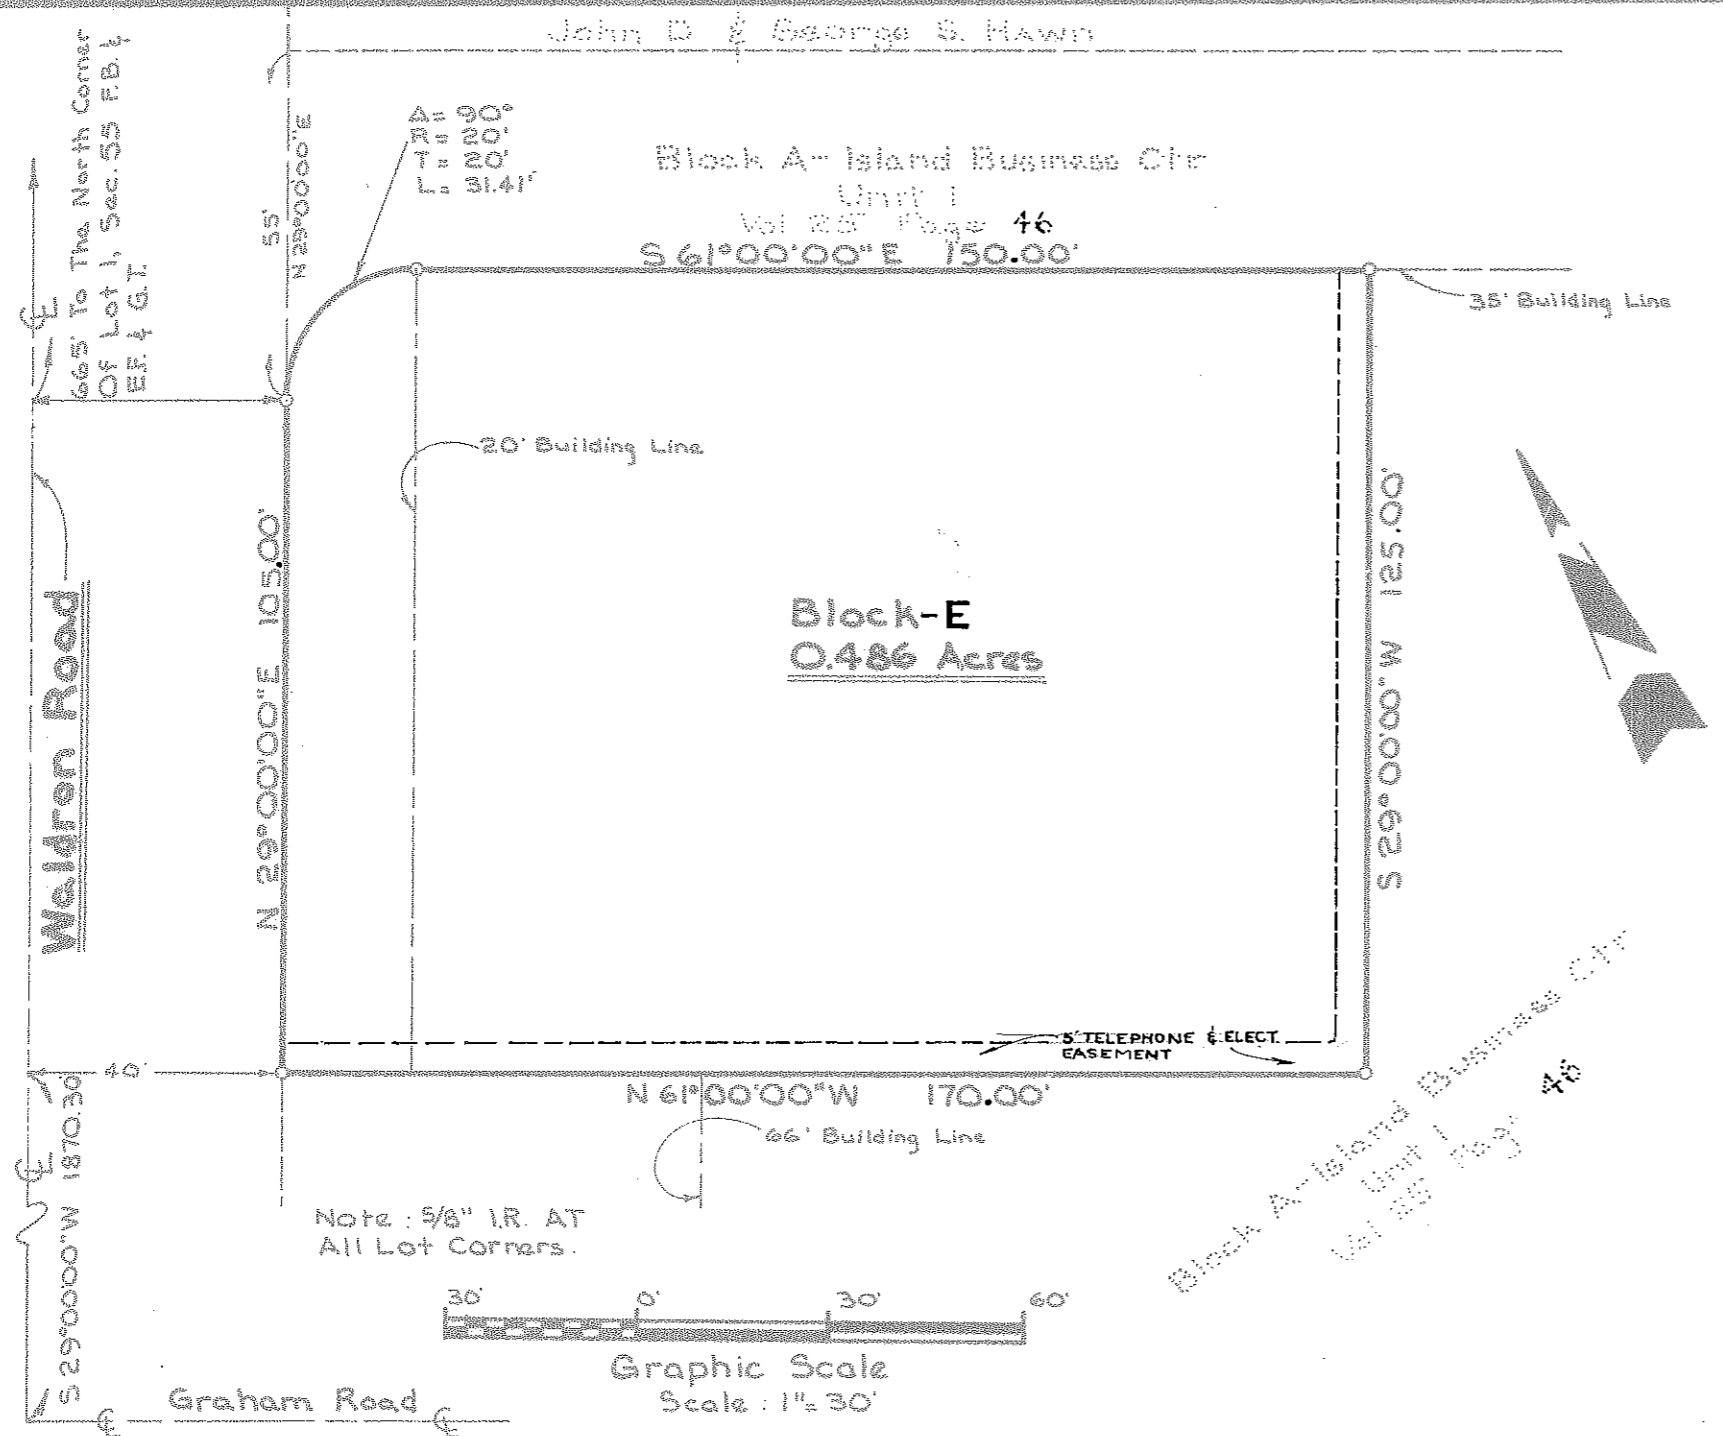 John D & George S. Hawn
665' To The North Corner
Of Lot 1, Sec. 55 F.B. &
E.F. & G.T.
55'
N 29°00'00"E
Δ= 90°
R= 20'
T= 20'
L= 31.41'
Block A- Island Business Ctr
Unit 1
Vol Page 46
S 61°00'00"E 150.00'
35' Building Line
20' Building Line
N 29°00'00"E 105.00'
Waldron Road
Block-E
0.486 Acres
S 29°00'00"W 125.00'
5' TELEPHONE & ELECT.
EASEMENT
40'
N 61°00'00"W 170.00'
66' Building Line
Block A- Island Business Ctr
Unit 1
Vol Page 46
S 29°00'00"W 1870.30'
Note : 5/8" I.R. AT
All Lot Corners.
30' 0' 30' 60'
Graphic Scale
Scale : 1"= 30'
Graham Road